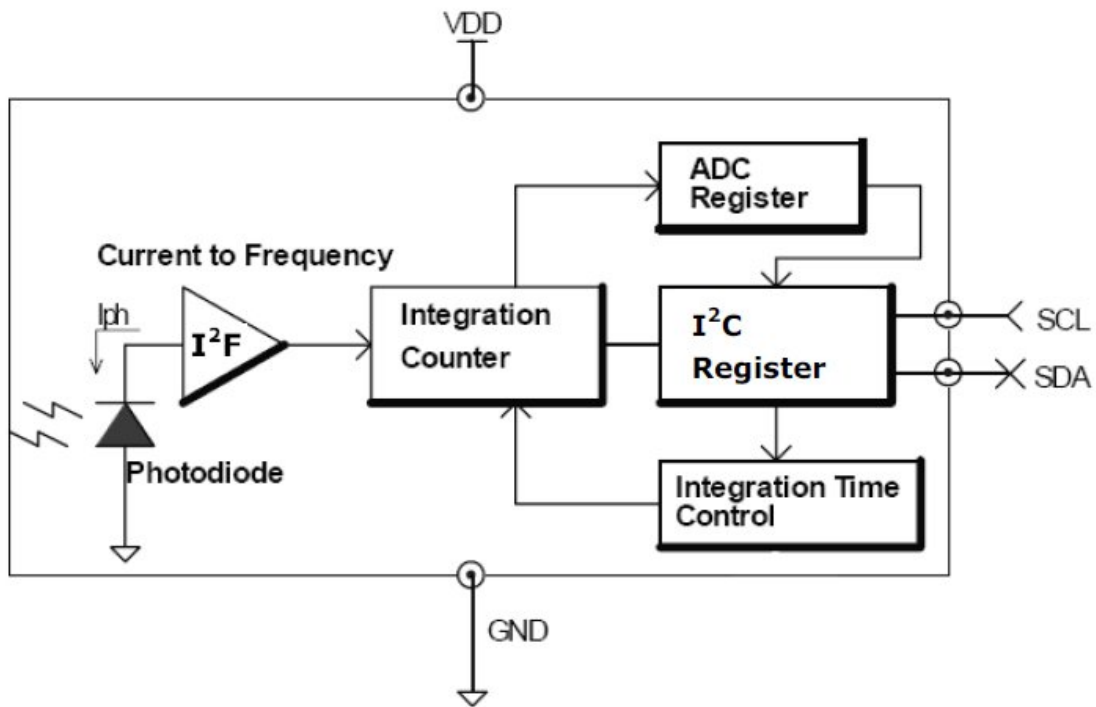 VDD
ADC
Register
Current to Frequency
Iph
I²F
Integration
Counter
I²C
Register
SCL
SDA
Photodiode
Integration Time
Control
GND